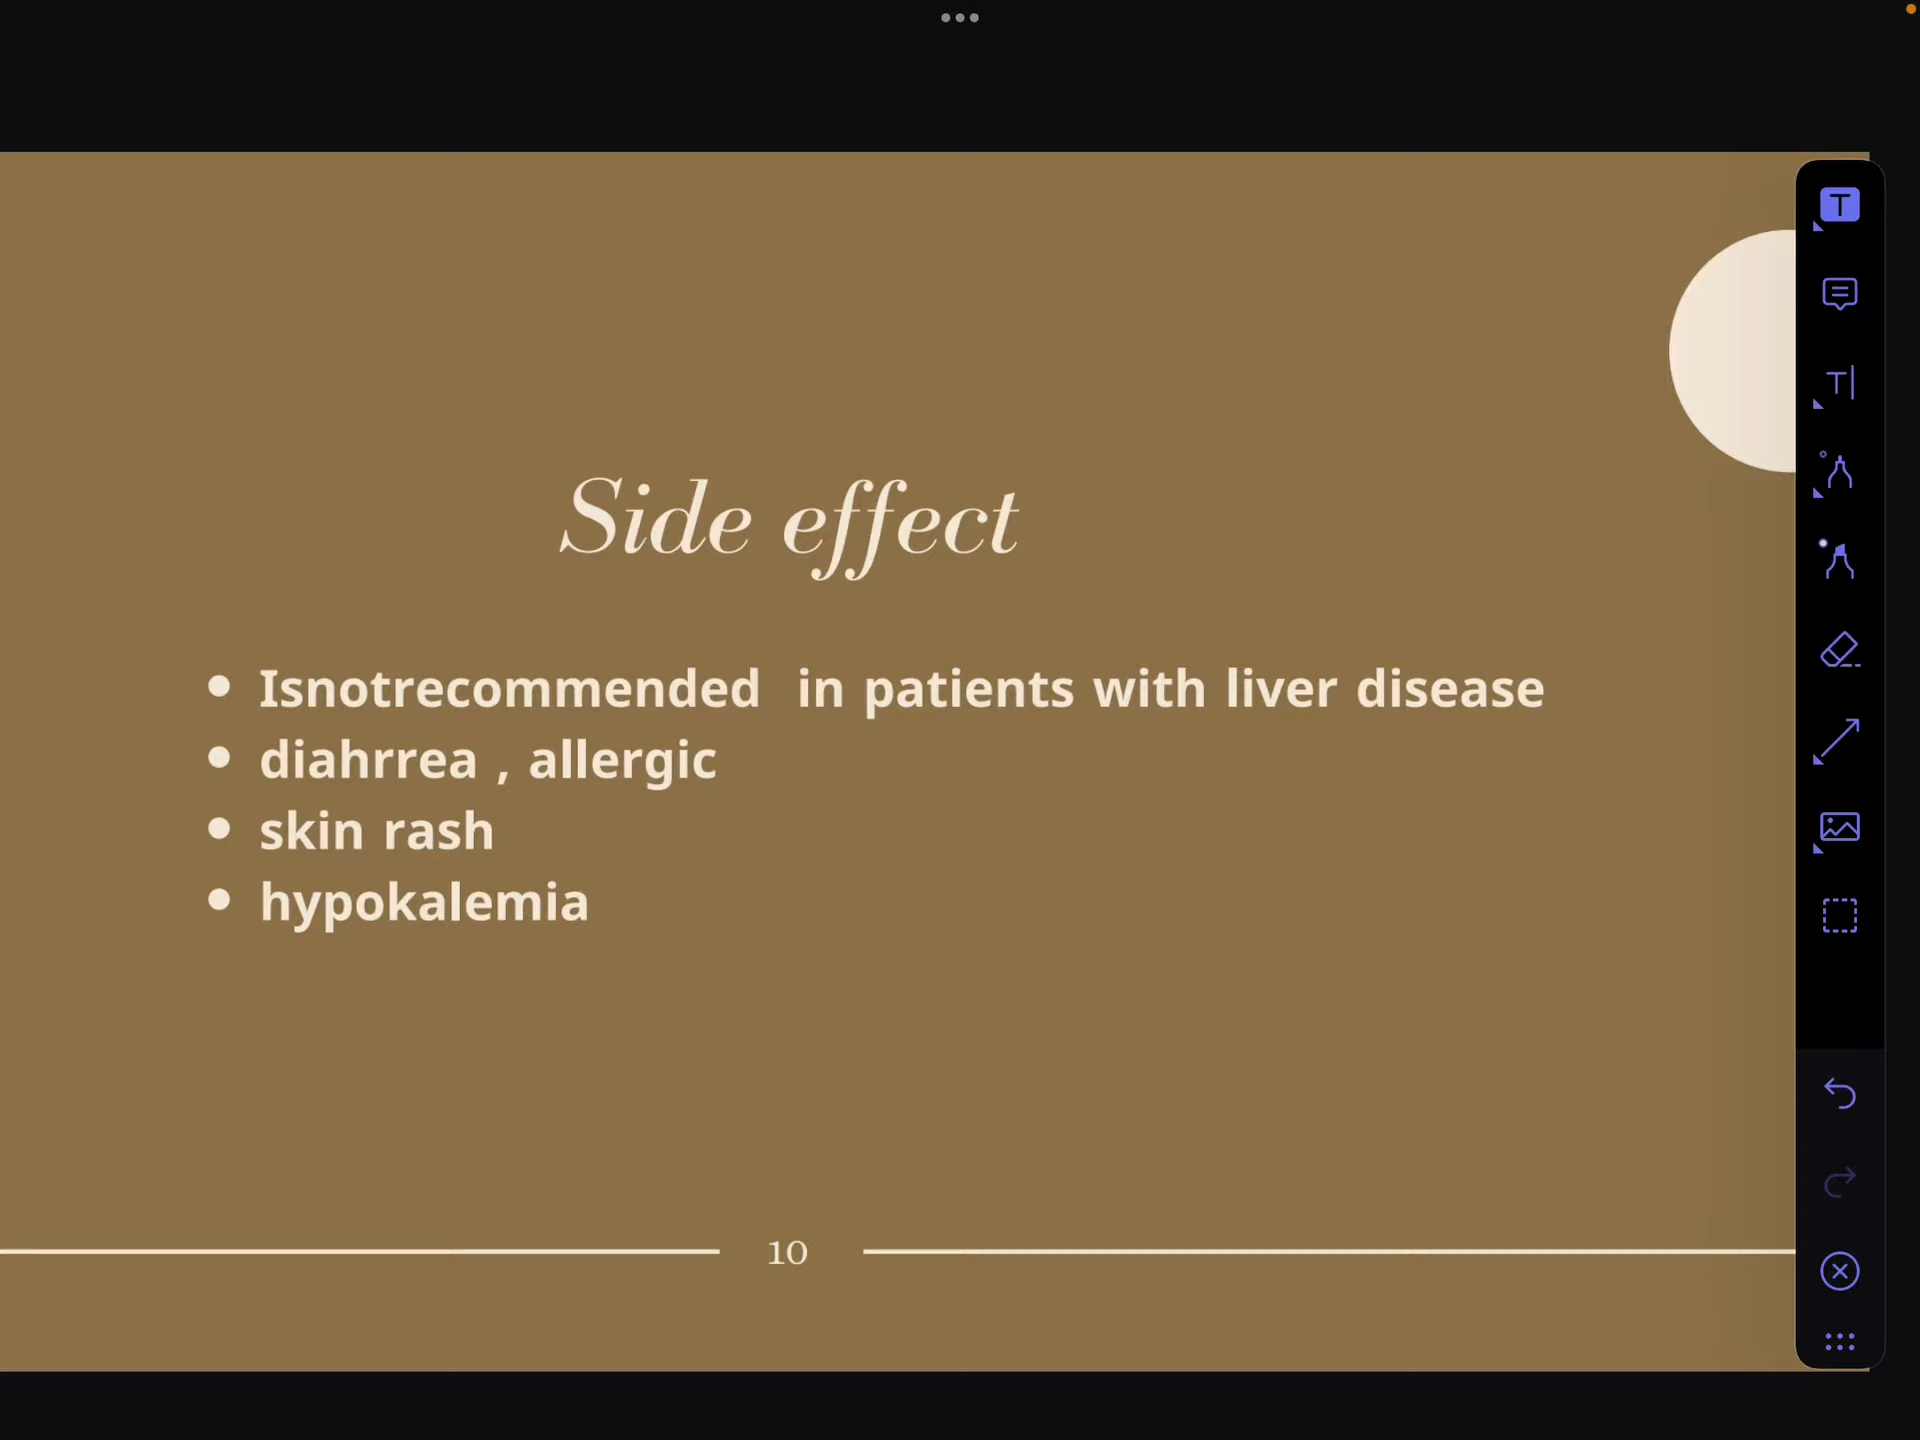 Side effect
• Isnotrecommended  in patients with liver disease
• diahrrea , allergic
• skin rash
• hypokalemia
10